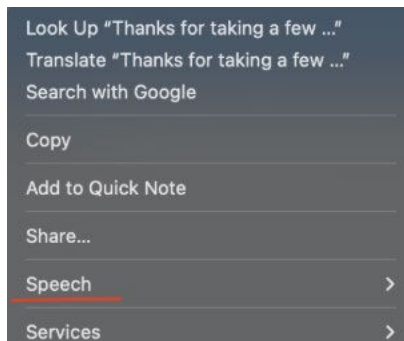 Look Up “Thanks for taking a few ...”
Translate “Thanks for taking a few ...”
Search with Google
Copy
Add to Quick Note
Share...
Speech
Services